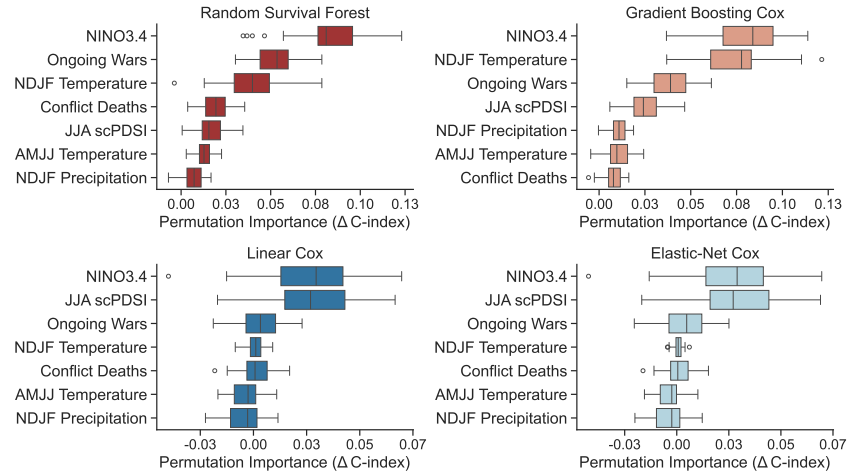 Random Survival Forest
NINO3.4
Ongoing Wars
NDJF Temperature
Conflict Deaths
JJA scPDSI
AMJJ Temperature
NDJF Precipitation
0.00 0.03 0.05 0.08 0.10 0.13
Permutation Importance (Δ C-index)
Gradient Boosting Cox
NINO3.4
NDJF Temperature
Ongoing Wars
JJA scPDSI
NDJF Precipitation
AMJJ Temperature
Conflict Deaths
0.00 0.03 0.05 0.08 0.10 0.13
Permutation Importance (Δ C-index)
Linear Cox
NINO3.4
JJA scPDSI
Ongoing Wars
NDJF Temperature
Conflict Deaths
AMJJ Temperature
NDJF Precipitation
-0.03 0.00 0.03 0.05 0.07
Permutation Importance (Δ C-index)
Elastic-Net Cox
NINO3.4
JJA scPDSI
Ongoing Wars
NDJF Temperature
Conflict Deaths
AMJJ Temperature
NDJF Precipitation
-0.03 0.00 0.03 0.05 0.07
Permutation Importance (Δ C-index)